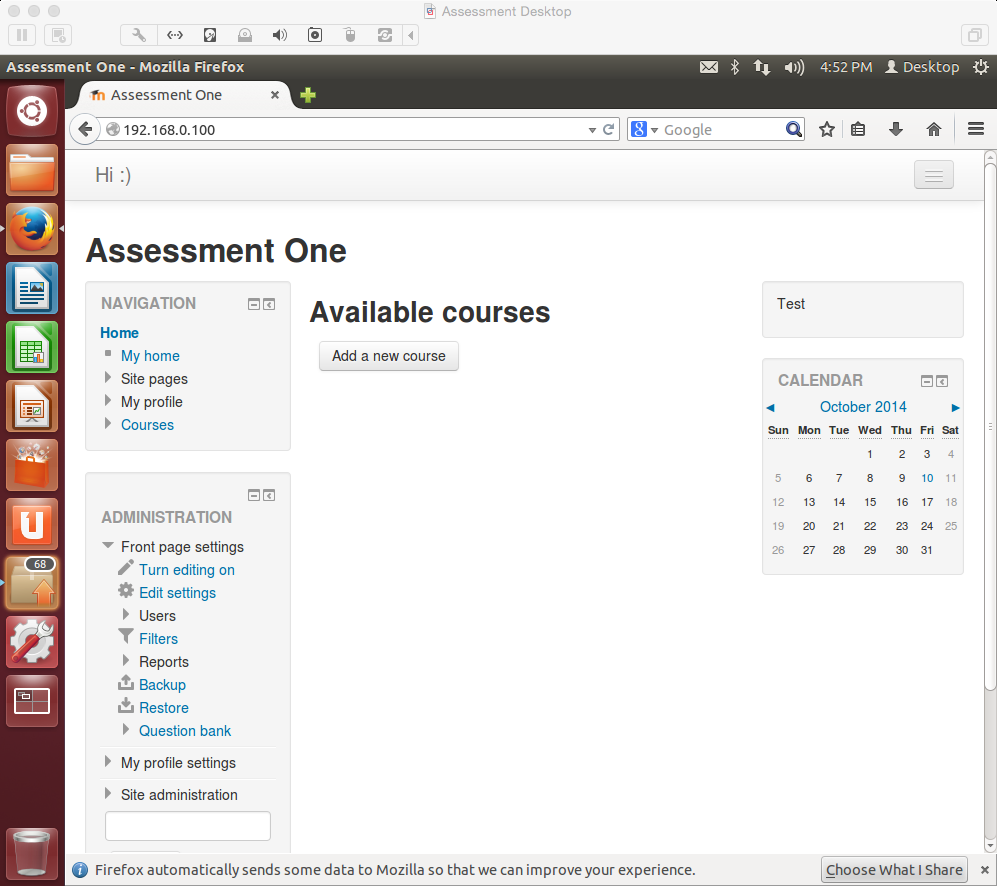 Assessment Desktop
Assessment One - Mozilla Firefox
4:52 PM Desktop
Assessment One
192.168.0.100
8 Google
Hi :)
Assessment One
NAVIGATION
Home
My home
Site pages
My profile
Courses
ADMINISTRATION
Front page settings
Turn editing on
Edit settings
Users
Filters
Reports
Backup
Restore
Question bank
My profile settings
Site administration
Available courses
Add a new course
Test
CALENDAR
October 2014
Sun Mon Tue Wed Thu Fri Sat
1 2 3 4
5 6 7 8 9 10 11
12 13 14 15 16 17 18
19 20 21 22 23 24 25
26 27 28 29 30 31
68
Firefox automatically sends some data to Mozilla so that we can improve your experience.
Choose What I Share